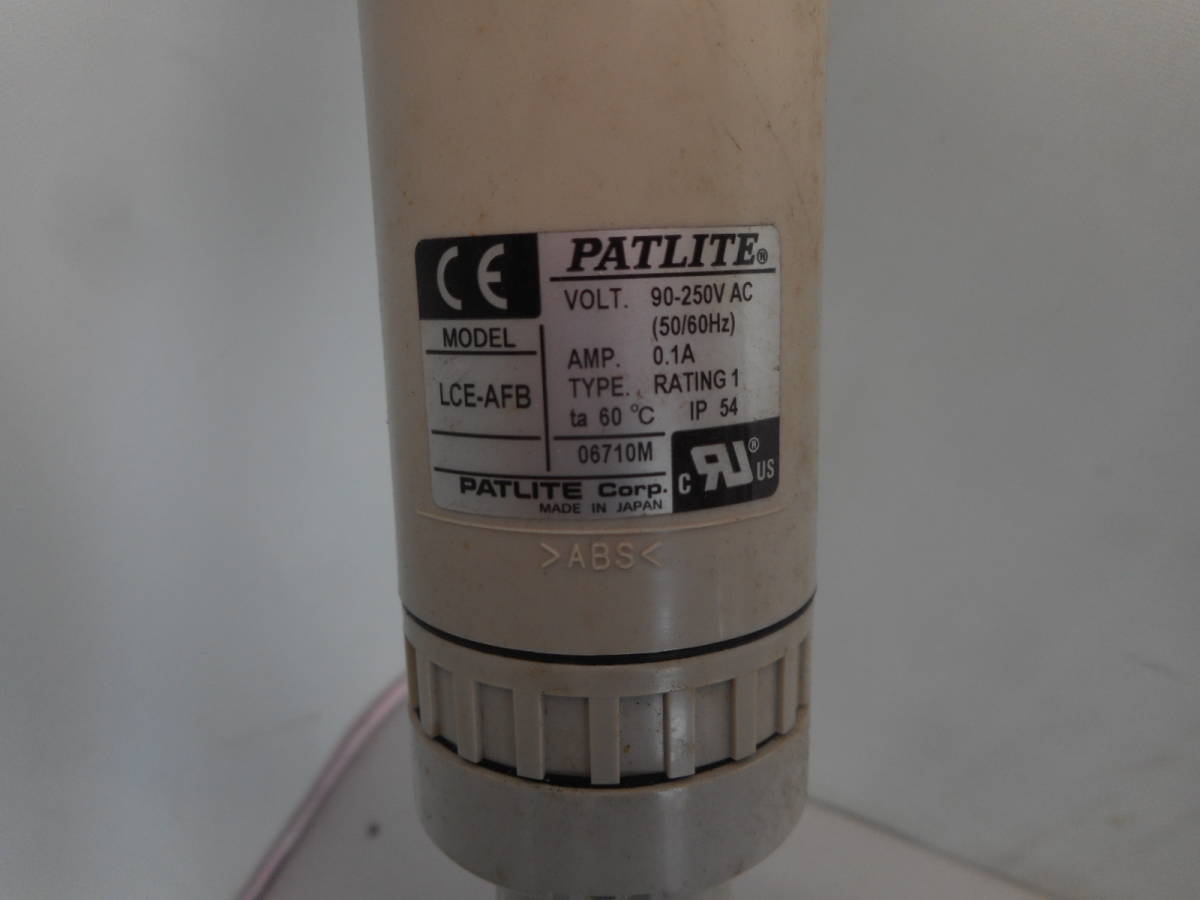 CE
PATLITE®
VOLT. 90-250V AC
(50/60Hz)
MODEL
AMP. 0.1A
LCE-AFB
TYPE. RATING 1
ta 60 °C IP 54
06710M
PATLITE Corp.
MADE IN JAPAN
C RU® US
>ABS<